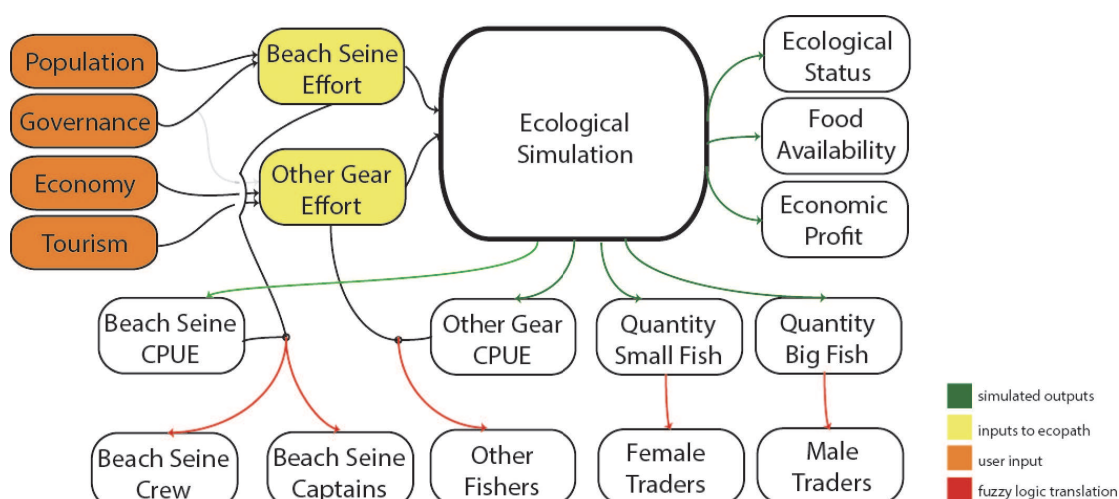 Population
Governance
Economy
Tourism
Beach Seine
Effort
Other Gear
Effort
Ecological
Simulation
Ecological
Status
Food
Availability
Economic
Profit
Beach Seine
CPUE
Other Gear
CPUE
Quantity
Small Fish
Quantity
Big Fish
Beach Seine
Crew
Beach Seine
Captains
Other
Fishers
Female
Traders
Male
Traders
simulated outputs
inputs to ecopath
user input
fuzzy logic translation